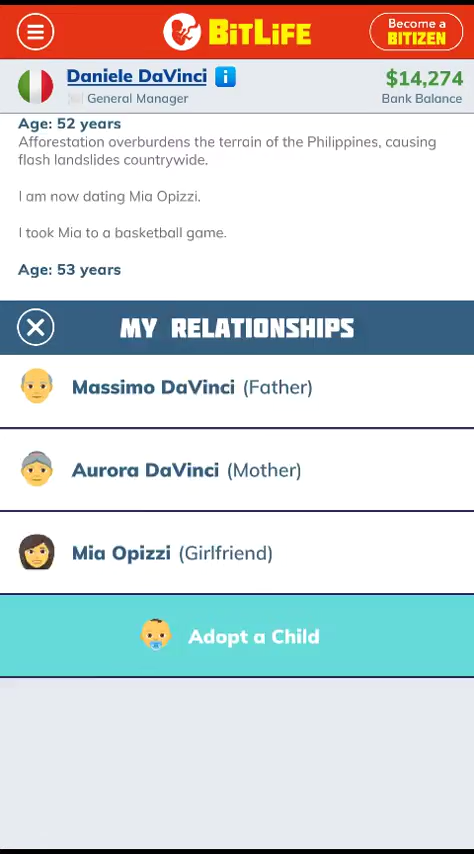 BITLIFE
Become a
BITIZEN
Daniele DaVinci
i
$14,274
General Manager
Bank Balance
Age: 52 years
Afforestation overburdens the terrain of the Philippines, causing
flash landslides countrywide.
I am now dating Mia Opizzi.
I took Mia to a basketball game.
Age: 53 years
MY RELATIONSHIPS
Massimo DaVinci (Father)
Aurora DaVinci (Mother)
Mia Opizzi (Girlfriend)
Adopt a Child